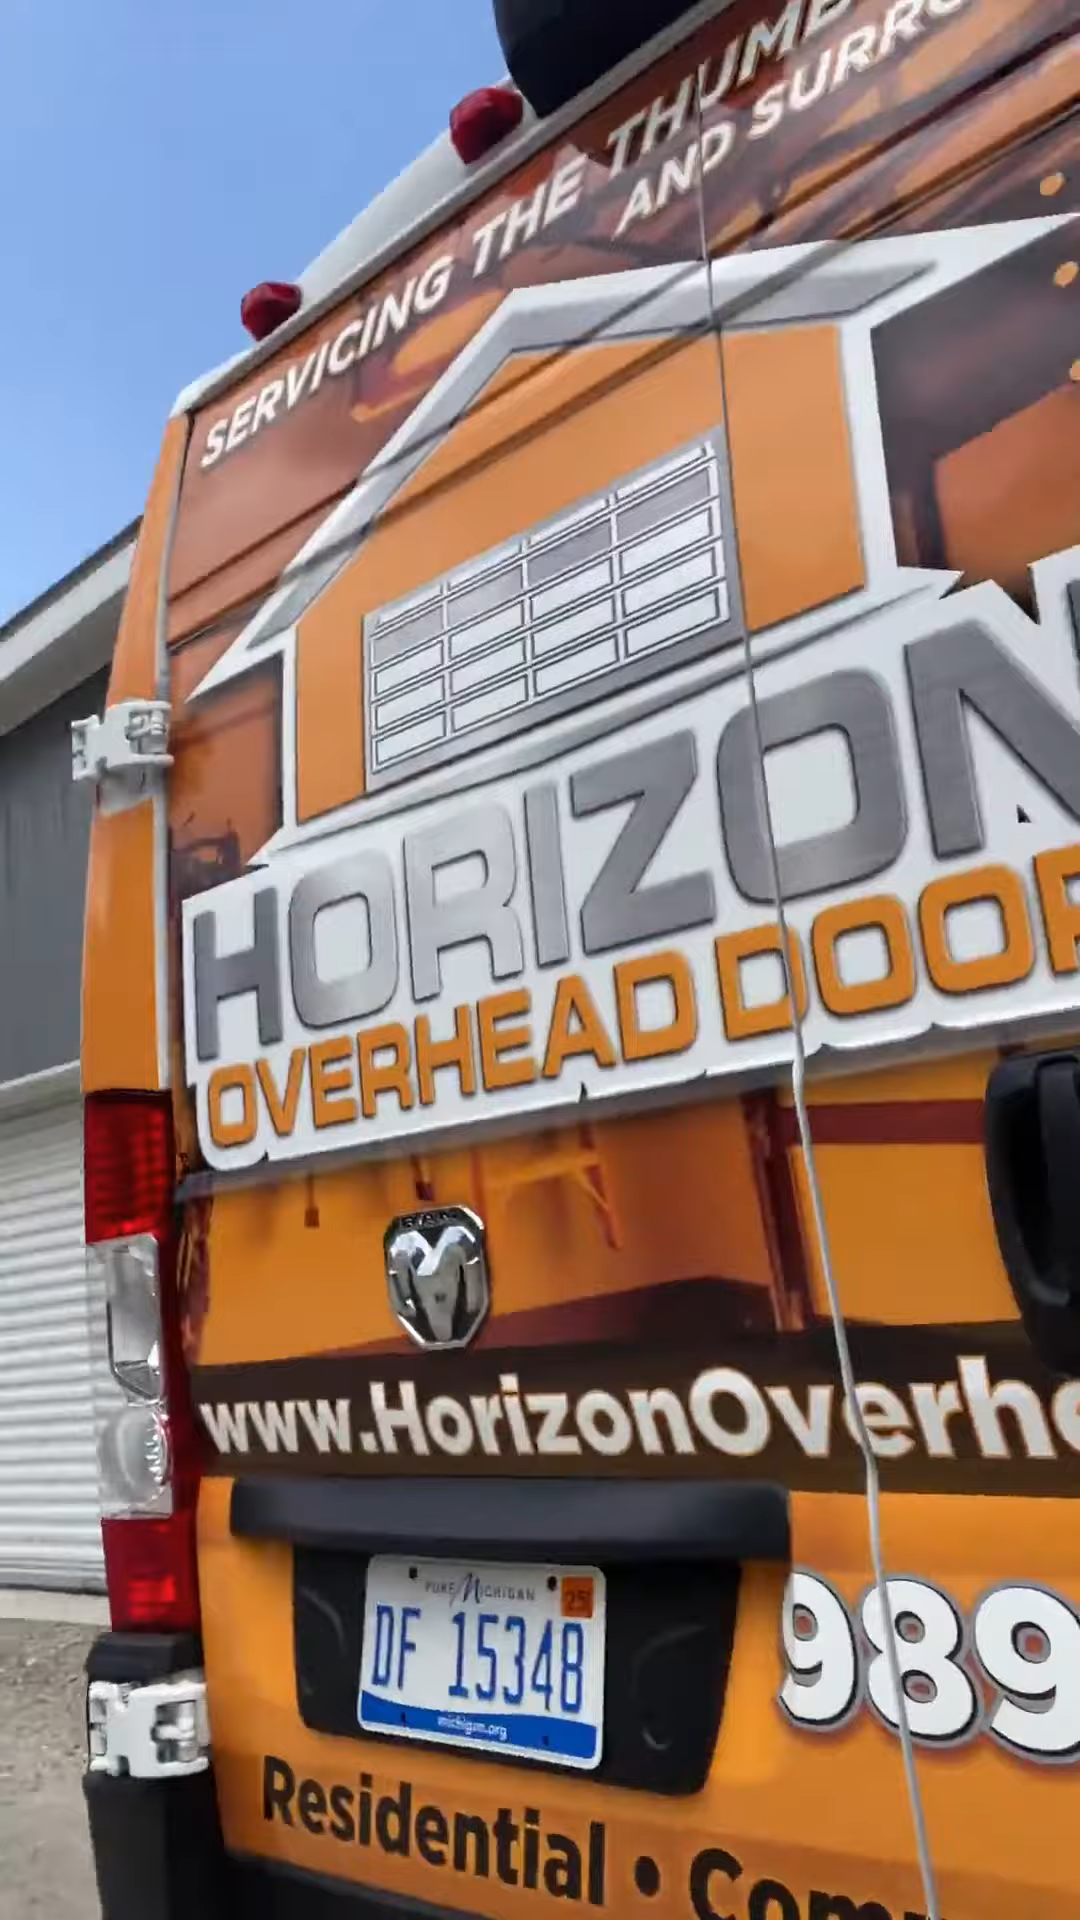 SERVICING THE THUMB
AND SURRO
HORIZON
OVERHEAD DOOR
RAM
www.HorizonOverhe
PURE MICHIGAN
25
DF 15348
michigan.org
989
Residential • Com